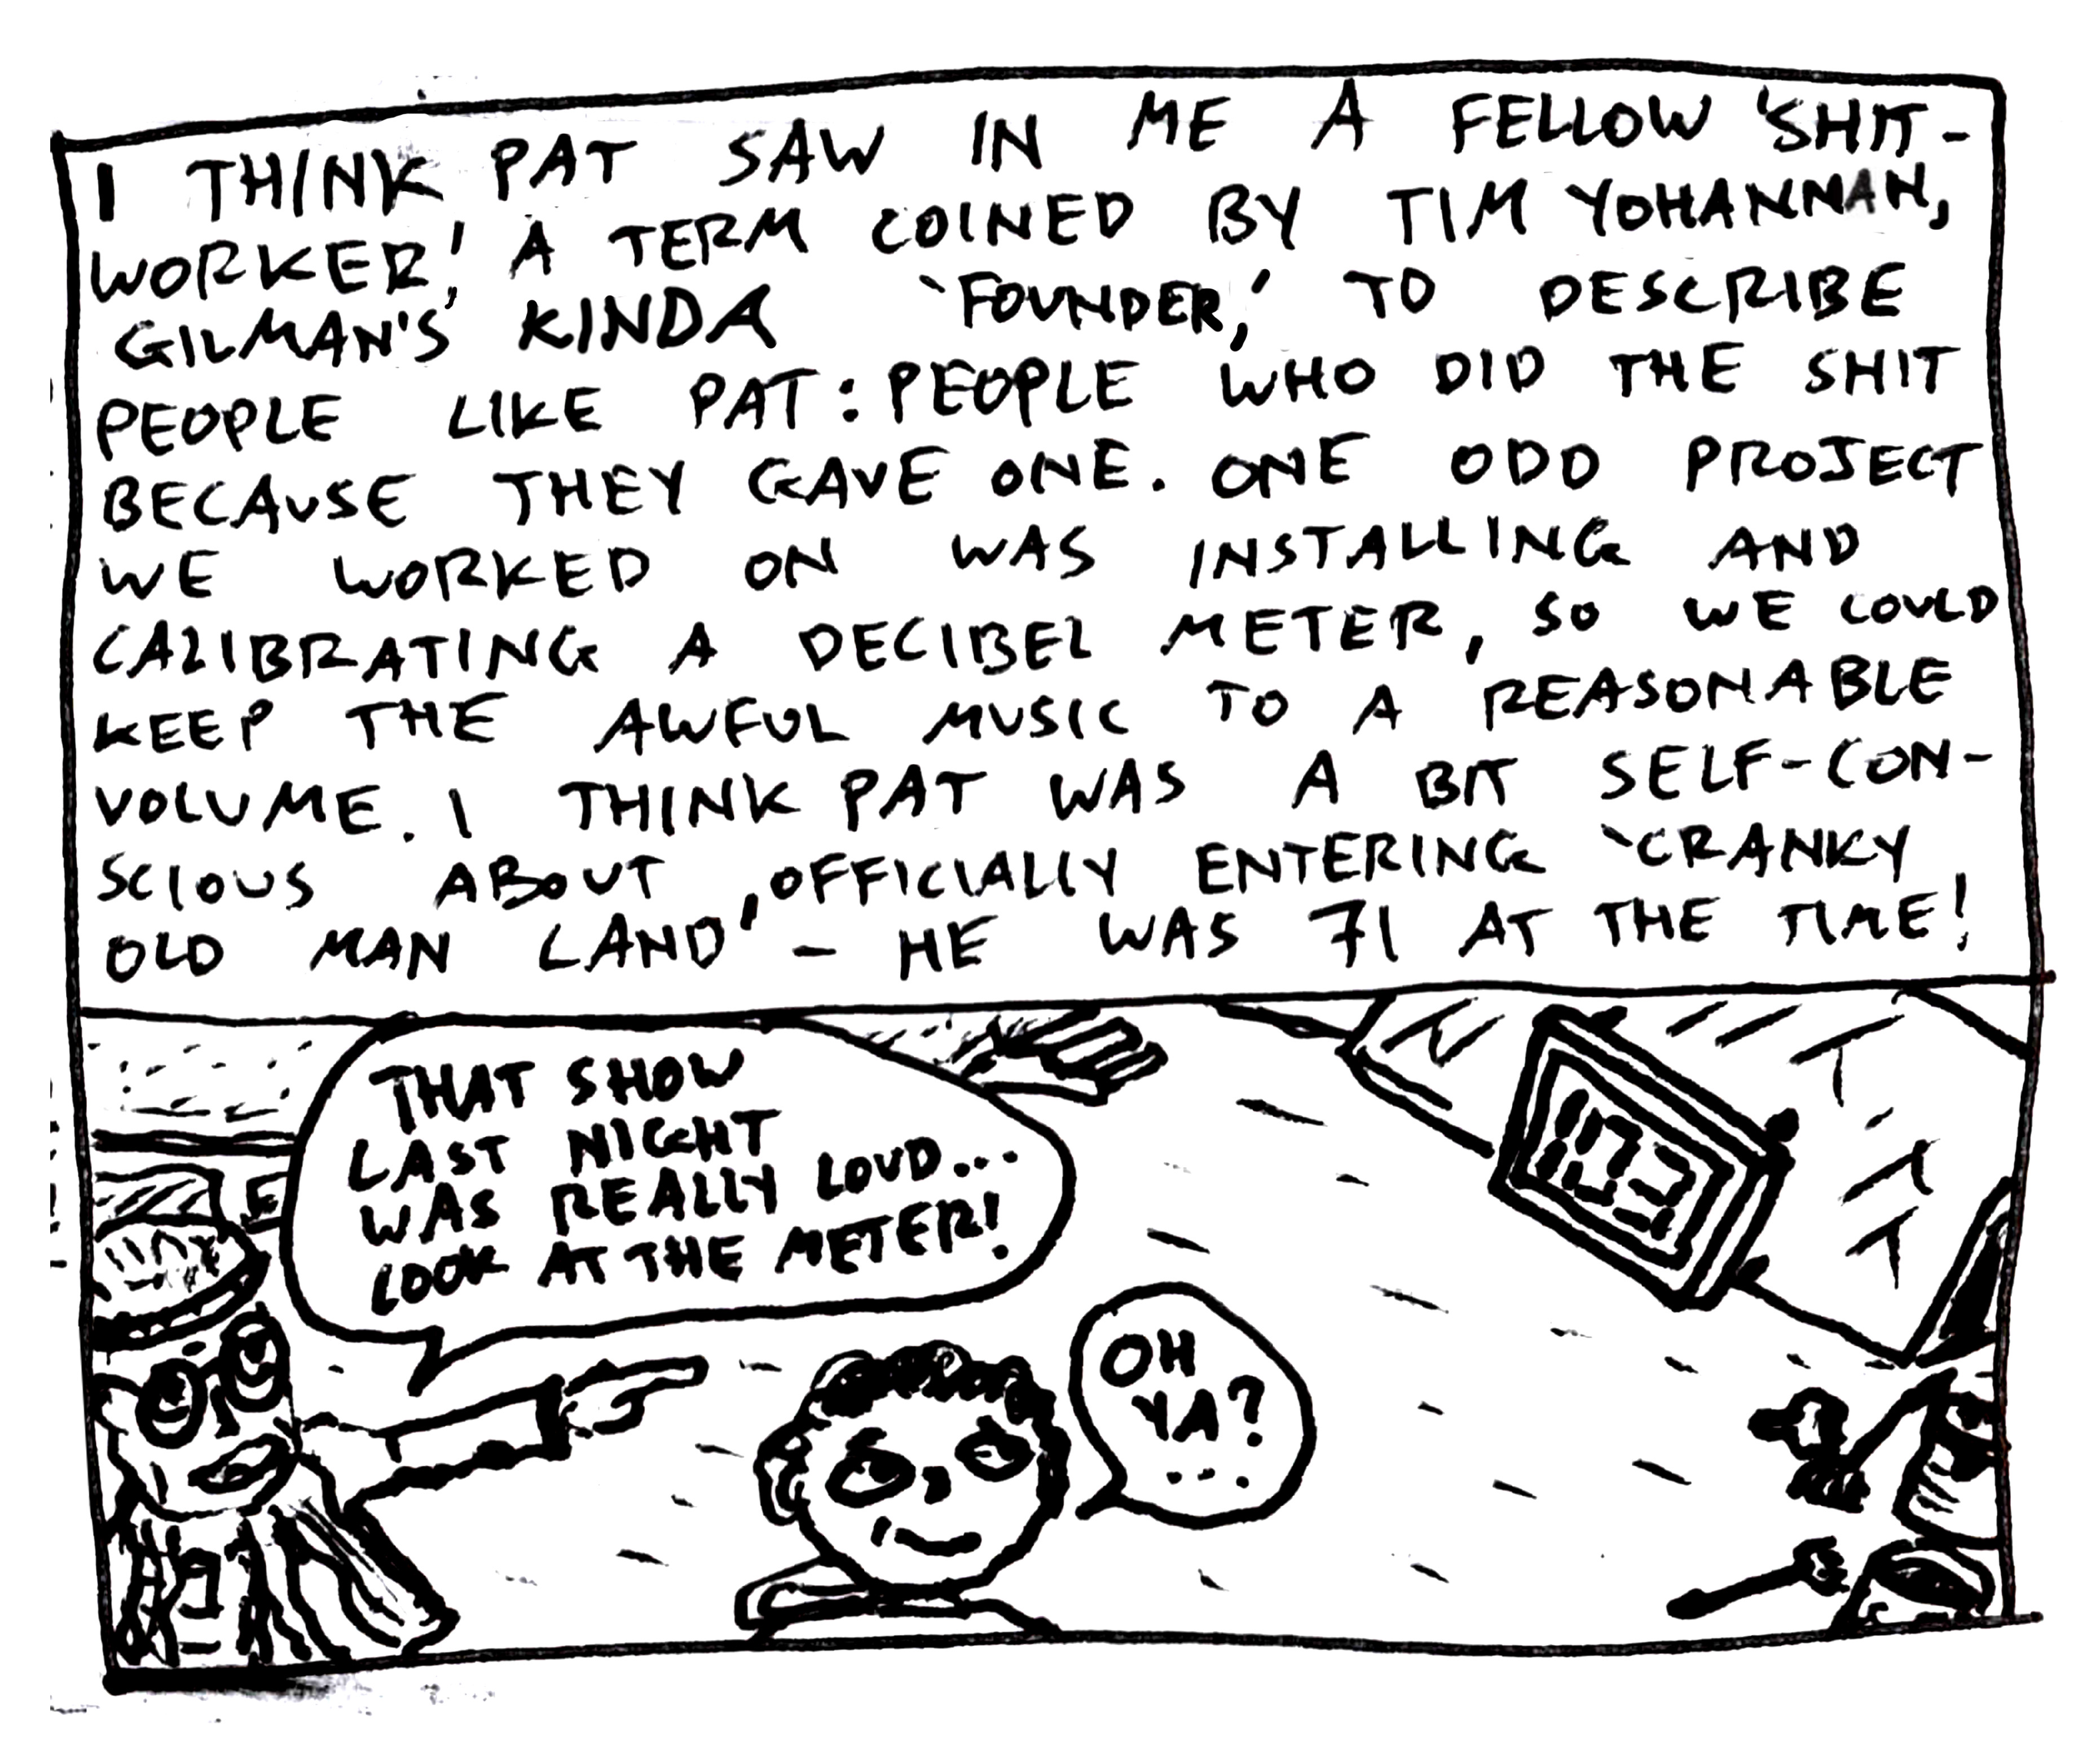 I THINK PAT SAW IN ME A FELLOW 'SHIT-
WORKER,' A TERM COINED BY TIM YOHANNAN,
GILMAN'S KINDA 'FOUNDER,' TO DESCRIBE
PEOPLE LIKE PAT: PEOPLE WHO DID THE SHIT
BECAUSE THEY GAVE ONE. ONE ODD PROJECT
WE WORKED ON WAS INSTALLING AND
CALIBRATING A DECIBEL METER, SO WE COULD
KEEP THE AWFUL MUSIC TO A REASONABLE
VOLUME. I THINK PAT WAS A BIT SELF-CON-
SCIOUS ABOUT OFFICIALLY ENTERING 'CRANKY
OLD MAN LAND' - HE WAS 71 AT THE TIME!
THAT SHOW
LAST NIGHT
WAS REALLY LOUD...
LOOK AT THE METER!
OH
YA?
...